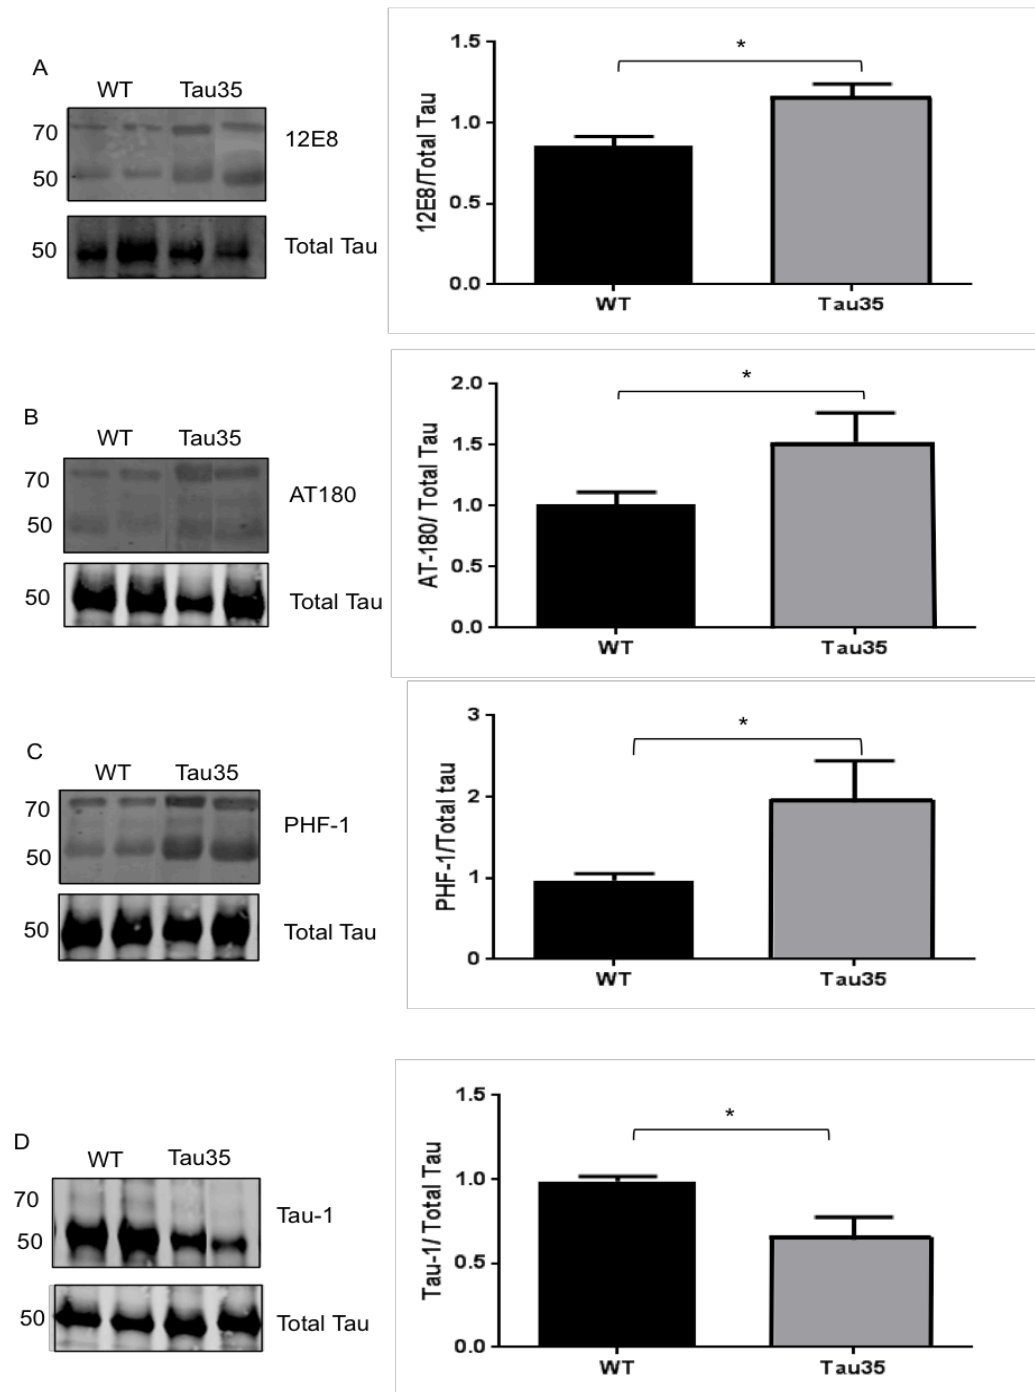 A
WT Tau35
70
50
12E8
50
Total Tau
12E8/Total Tau
1.5
1.0
0.5
0.0
*
WT Tau35
B
WT Tau35
70
50
AT180
50
Total Tau
AT-180/ Total Tau
2.0
1.5
1.0
0.5
0.0
*
WT Tau35
C
WT Tau35
70
50
PHF-1
50
Total Tau
PHF-1/Total tau
3
2
1
0
*
WT Tau35
D
WT Tau35
70
50
Tau-1
50
Total Tau
Tau-1/ Total Tau
1.5
1.0
0.5
0.0
*
WT Tau35